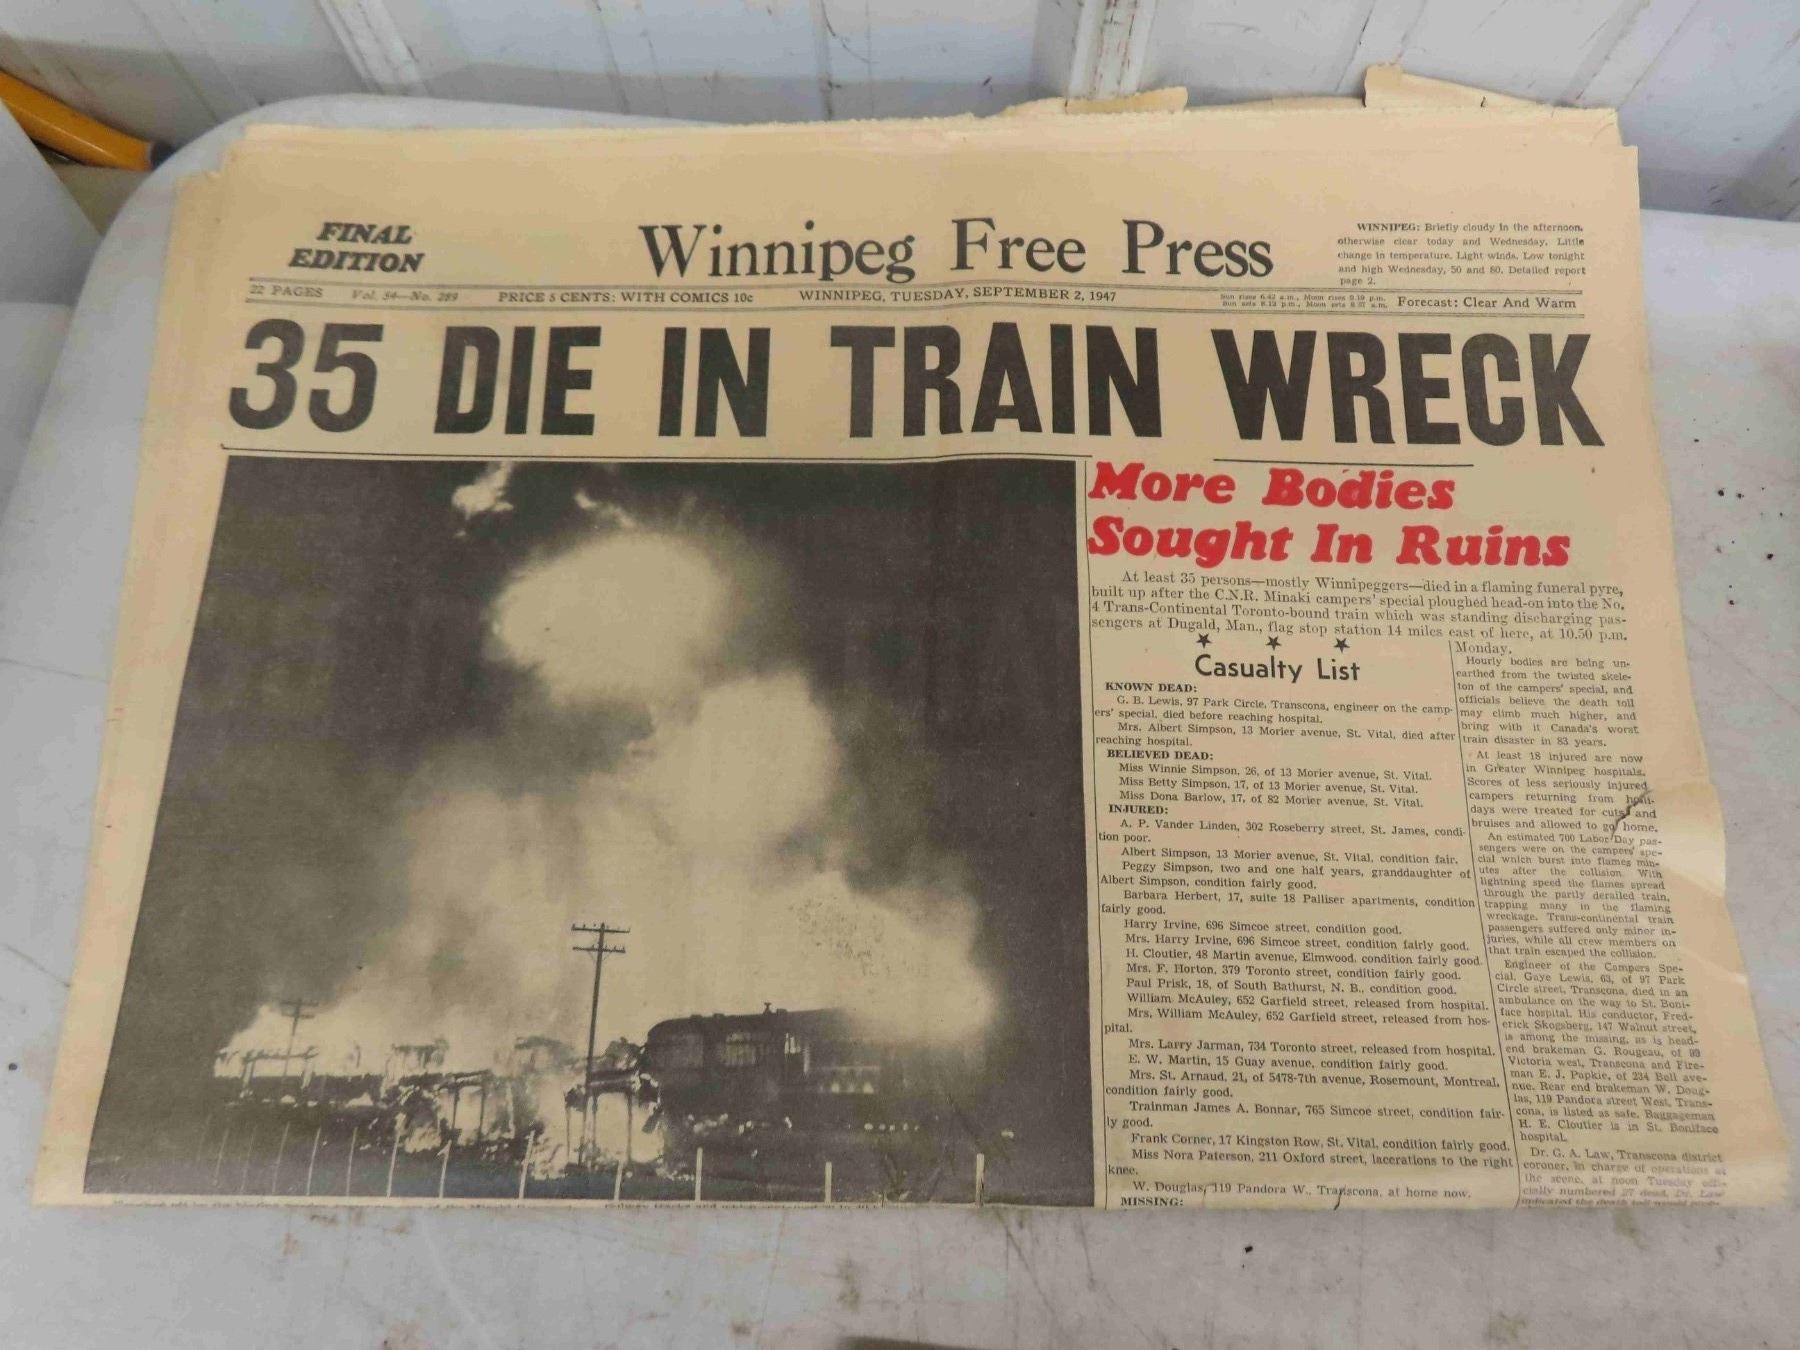 FINAL
EDITION
Winnipeg Free Press
WINNIPEG: Briefly cloudy in the afternoon,
otherwise clear today and Wednesday. Little
change in temperature. Light winds. Low tonight
and high Wednesday, 50 and 80. Detailed report
page 2.
22 PAGES Vol. 54—No. 289 PRICE 5 CENTS: WITH COMICS 10c WINNIPEG, TUESDAY, SEPTEMBER 2, 1947
Sun rises 6.42 a.m., Moon rises 9.19 p.m.
Sun sets 8.12 p.m., Moon sets 8.37 a.m.
Forecast: Clear And Warm
35 DIE IN TRAIN WRECK
More Bodies
Sought In Ruins
At least 35 persons—mostly Winnipeggers—died in a flaming funeral pyre,
built up after the C.N.R. Minaki campers' special ploughed head-on into the No.
4 Trans-Continental Toronto-bound train which was standing discharging pas-
sengers at Dugald, Man., flag stop station 14 miles east of here, at 10.50 p.m.
Monday.
Casualty List
KNOWN DEAD:
G. B. Lewis, 97 Park Circle, Transcona, engineer on the camp-
ers' special, died before reaching hospital.
Mrs. Albert Simpson, 13 Morier avenue, St. Vital, died after
reaching hospital.
BELIEVED DEAD:
Miss Winnie Simpson, 26, of 13 Morier avenue, St. Vital.
Miss Betty Simpson, 17, of 13 Morier avenue, St. Vital.
Miss Dona Barlow, 17, of 82 Morier avenue, St. Vital.
INJURED:
A. P. Vander Linden, 302 Roseberry street, St. James, condi-
tion poor.
Albert Simpson, 13 Morier avenue, St. Vital, condition fair.
Peggy Simpson, two and one half years, granddaughter of
Albert Simpson, condition fairly good.
Barbara Herbert, 17, suite 18 Palliser apartments, condition
fairly good.
Harry Irvine, 696 Simcoe street, condition good.
Mrs. Harry Irvine, 696 Simcoe street, condition fairly good.
H. Cloutier, 48 Martin avenue, Elmwood, condition fairly good.
Mrs. F. Horton, 379 Toronto street, condition fairly good.
Paul Prisk, 18, of South Bathurst, N. B., condition good.
William McAuley, 652 Garfield street, released from hospital.
Mrs. William McAuley, 652 Garfield street, released from hos-
pital.
Mrs. Larry Jarman, 734 Toronto street, released from hospital.
E. W. Martin, 15 Guay avenue, condition fairly good.
Mrs. St. Arnaud, 21, of 5478-7th avenue, Rosemount, Montreal,
condition fairly good.
Trainman James A. Bonnar, 765 Simcoe street, condition fair-
ly good.
Frank Corner, 17 Kingston Row, St. Vital, condition fairly good.
Miss Nora Paterson, 211 Oxford street, lacerations to the right
knee.
W. Douglas, 119 Pandora W., Transcona, at home now.
MISSING:
Hourly bodies are being un-
earthed from the twisted skele-
ton of the campers' special, and
officials believe the death toll
may climb much higher, and
bring with it Canada's worst
train disaster in 83 years.
At least 18 injured are now
in Greater Winnipeg hospitals.
Scores of less seriously injured
campers returning from holi-
days were treated for cuts and
bruises and allowed to go home.
An estimated 700 Labor Day pas-
sengers were on the campers' spe-
cial which burst into flames min-
utes after the collision. With
lightning speed the flames spread
through the partly derailed train,
trapping many in the flaming
wreckage. Trans-continental train
passengers suffered only minor in-
juries, while all crew members on
that train escaped the collision.
Engineer of the Campers Spe-
cial, Gaye Lewis, 63, of 97 Park
Circle street, Transcona, died in an
ambulance on the way to St. Boni-
face hospital. His conductor, Fred-
erick Skogsberg, 147 Walnut street,
is among the missing, as is head-
end brakeman G. Rougeau, of 99
Victoria west, Transcona and Fire-
man E. J. Popkie, of 234 Bell ave-
nue. Rear end brakeman W. Doug-
las, 119 Pandora street West, Trans-
cona, is listed as safe. Baggageman
H. E. Cloutier is in St. Boniface
hospital.
Dr. G. A. Law, Transcona district
coroner, in charge of operations at
the scene, at noon Tuesday offi-
cially numbered 27 dead. Dr. Law
indicated the death toll would